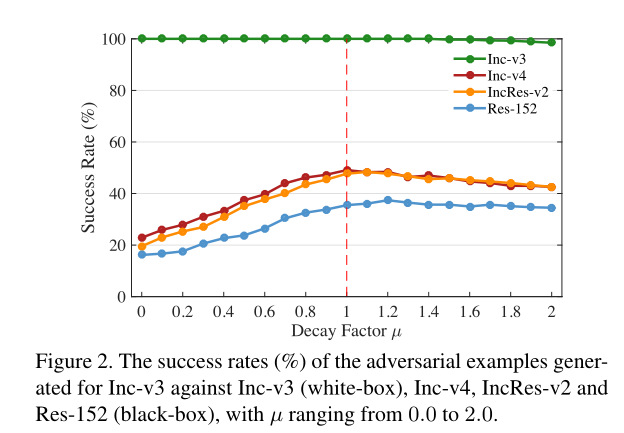 100
80
60
40
20
0
Success Rate (%)
Inc-v3
Inc-v4
IncRes-v2
Res-152
0 0.2 0.4 0.6 0.8 1 1.2 1.4 1.6 1.8 2
Decay Factor μ
Figure 2. The success rates (%) of the adversarial examples gener-
ated for Inc-v3 against Inc-v3 (white-box), Inc-v4, IncRes-v2 and
Res-152 (black-box), with μ ranging from 0.0 to 2.0.